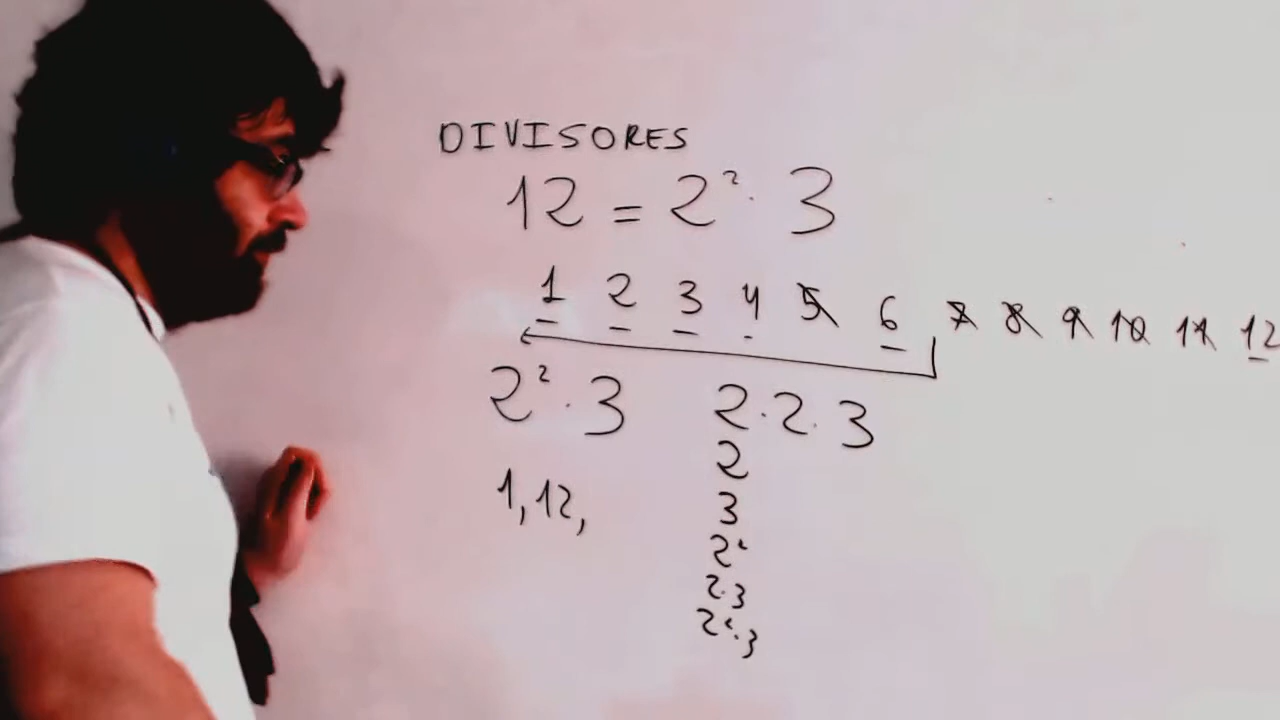 DIVISORES
12 = 2² · 3
1 2 3 4 5 6 7 8 9 10 11 12
2² · 3 2 · 2 · 3
2
1, 12, 3
2²
2·3
2²·3